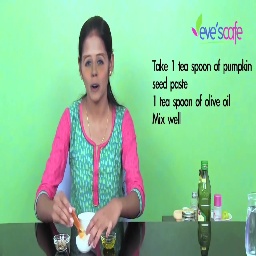 eve'scafe
Take 1 tea spoon of pumpkin
seed paste
1 tea spoon of olive oil
Mix well